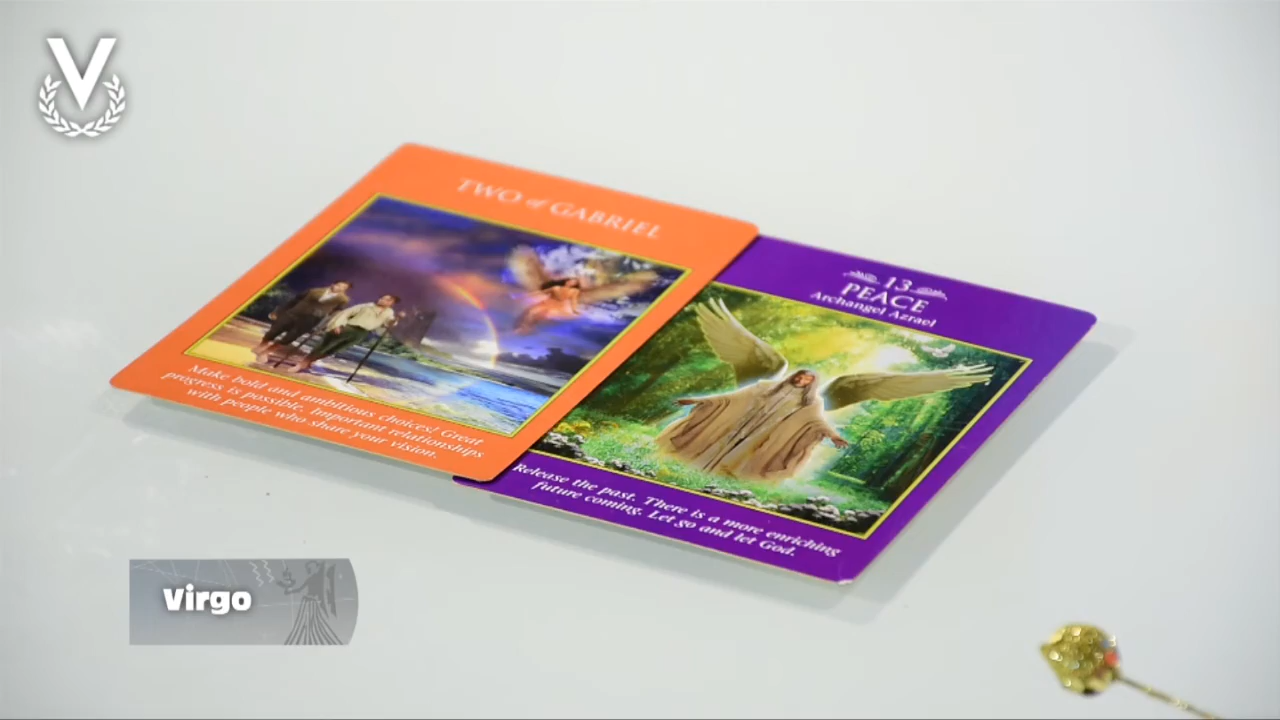 V
TWO of GABRIEL
Make bold and ambitious choices! Great
progress is possible. Important relationships
with people who share your vision.
13
PEACE
Archangel Azrael
Release the past. There is a more enriching
future coming. Let go and let God.
Virgo